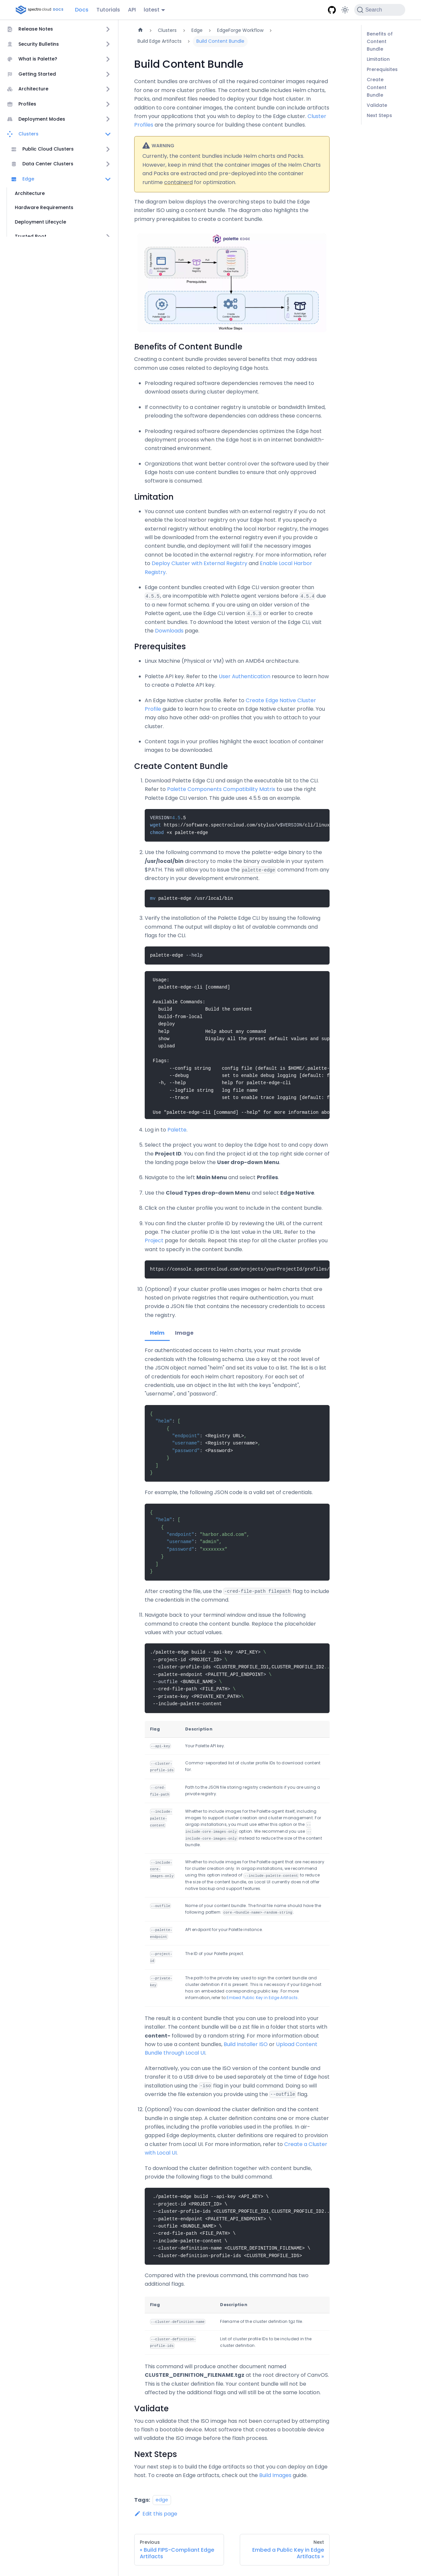 spectro cloud DOCS
Docs
Tutorials
API
latest
Search
Release Notes
Security Bulletins
What is Palette?
Getting Started
Architecture
Profiles
Deployment Modes
Clusters
Public Cloud Clusters
Data Center Clusters
Edge
Architecture
Hardware Requirements
Deployment Lifecycle
Trusted Boot
Clusters
Edge
EdgeForge Workflow
Build Edge Artifacts
Build Content Bundle
Benefits of
Content
Bundle
Limitation
Prerequisites
Create
Content
Bundle
Validate
Next Steps
Build Content Bundle
Content bundles are archives of all the required container images required
for one or more cluster profiles. The content bundle includes Helm charts,
Packs, and manifest files needed to deploy your Edge host cluster. In
addition to core container images, the content bundle can include
artifacts from your applications that you wish to deploy to the Edge cluster. Cluster
Profiles are the primary source for building these content bundles.
WARNING
Currently, the content bundles include Helm charts and Packs.
However, keep in mind that the container images of the Helm Charts
and Packages are extracted and pre-deployed into the container
runtime containerd for optimization.
The diagram below displays the overarching steps to build the Edge
installer ISO using a content bundle. The diagram also highlights the
primary prerequisites to create a content bundle.
palette EDGE
Prerequisites
Workflow Steps
Benefits of Content Bundle
Creating a content bundle provides several benefits that may address
common use cases related to deploying Edge hosts.
Preloading required software dependencies removes the need to
download assets during cluster deployment.
If connectivity to a container registry is unstable or bandwidth limited,
preloading the software dependencies can address these concerns.
Preloading required software dependencies optimizes the Edge host
deployment process when the Edge host is in an internet bandwidth-
constrained environment.
Organizations that want better control over the software used by their
Edge hosts can use content bundles to ensure that only approved
software is consumed.
Limitation
You cannot use content bundles with an external registry if you do not
enable the local Harbor registry on your Edge host. If you specify an
external registry without enabling the local Harbor registry, the images
will be downloaded from the external registry even if you provide a
content bundle, and deployment will fail if the necessary images
cannot be located in the external registry. For more information, refer
to Deploy Cluster with External Registry and Enable Local Harbor
Registry.
Edge content bundles created with Edge CLI version greater than
4.5.5, are incompatible with Palette agent versions before 4.5.4 due
to a new format schema. If you are using an older version of the
Palette agent, use the Edge CLI version 4.5.3 or earlier to create
content bundles. To download the latest version of the Edge CLI, visit
the Downloads page.
Prerequisites
Linux Machine (Physical or VM) with an AMD64 architecture.
Palette API key. Refer to the User Authentication resource to learn how
to create a Palette API key.
An Edge Native cluster profile. Refer to Create Edge Native Cluster
Profile guide to learn how to create an Edge Native cluster profile. You
may also have other add-on profiles that you wish to attach to your
cluster.
Content tags in your profiles highlight the exact location of container
images to be downloaded.
Create Content Bundle
1. Download Palette Edge CLI and assign the executable bit to the CLI.
Refer to Palette Components Compatibility Matrix to use the right
Palette Edge CLI version. This guide uses 4.5.5 as an example.
VERSION=4.5.5
wget https://software.spectrocloud.com/stylus/v$VERSION/cli/linux
chmod +x palette-edge
2. Use the following command to move the palette-edge binary to the
/usr/local/bin directory to make the binary available in your system
$PATH. This will allow you to issue the palette-edge command from any
directory in your development environment.
mv palette-edge /usr/local/bin
3. Verify the installation of the Palette Edge CLI by issuing the following
command. The output will display a list of available commands and
flags for the CLI.
palette-edge --help
Usage:
palette-edge-cli [command]
Available Commands:
build Build the content
build-from-local
deploy
help Help about any command
show Display all the present default values and sup
upload
Flags:
--config string config file (default is $HOME/.palette-
--debug set to enable debug logging [default: f
-h, --help help for palette-edge-cli
--logfile string log file name
--trace set to enable trace logging [default: f
Use "palette-edge-cli [command] --help" for more information abou
4. Log in to Palette.
5. Select the project you want to deploy the Edge host to and copy down
the Project ID. You can find the project id at the top right side corner of
the landing page below the User drop-down Menu.
6. Navigate to the left Main Menu and select Profiles.
7. Use the Cloud Types drop-down Menu and select Edge Native.
8. Click on the cluster profile you want to include in the content bundle.
9. You can find the cluster profile ID by reviewing the URL of the current
page. The cluster profile ID is the last value in the URL. Refer to the
Project page for details. Repeat this step for all the cluster profiles you
want to specify in the content bundle.
https://console.spectrocloud.com/projects/yourProjectId/profiles/
10. (Optional) If your cluster profile uses images or helm charts that are
hosted on private registries that require authentication, you must
provide a JSON file that contains the necessary credentials to access
the registry.
Helm
Image
For authenticated access to Helm charts, your must provide
credentials with the following schema. Use a key at the root level of
the JSON object named "helm" and set its value to a list. The list is a list
of credentials for each Helm chart repository. For each set of
credentials, use an object in the list with the keys "endpoint",
"username", and "password".
{
"helm": [
{
"endpoint": <Registry URL>,
"username": <Registry username>,
"password": <Password>
}
]
}
For example, the following JSON code is a valid set of credentials.
{
"helm": [
{
"endpoint": "harbor.abcd.com",
"username": "admin",
"password": "xxxxxxxx"
}
]
}
After creating the file, use the -cred-file-path filepath flag to include
the credentials in the command.
11. Navigate back to your terminal window and issue the following
command to create the content bundle. Replace the placeholder
values with your actual values.
./palette-edge build --api-key <API_KEY> \
--project-id <PROJECT_ID> \
--cluster-profile-ids <CLUSTER_PROFILE_ID1,CLUSTER_PROFILE_ID2..
--palette-endpoint <PALETTE_API_ENDPOINT> \
--outfile <BUNDLE_NAME> \
--cred-file-path <FILE_PATH> \
--private-key <PRIVATE_KEY_PATH>\
--include-palette-content
Flag Description
--api-key Your Palette API key.
--cluster- Comma-separated list of cluster profile IDs to download content
profile-ids for.
--cred- Path to the JSON file storing registry credentials if you are using a
file-path private registry.
--include- Whether to include images for the Palette agent itself, including
palette- images to support cluster creation and cluster management. For
content airgap installations, you must use either this option or the --
include-core-images-only option. We recommend you use --
include-core-images-only instead to reduce the size of the content
bundle.
--include- Whether to include images for the Palette agent that are necessary
core- for cluster creation only. In airgap installations, we recommend
images-only using this option instead of --include-palette-content to reduce
the size of the content bundle, as Local UI currently does not offer
native backup and support features.
--outfile Name of your content bundle. The final file name should have the
following pattern: core-<bundle-name>-random-string
--palette- API endpoint for your Palette instance.
endpoint
--project- The ID of your Palette project.
id
--private- The path to the private key used to sign the content bundle and
key cluster definition if it is present. This is necessary if your Edge host
has an embedded corresponding public key. For more
information, refer to Embed Public Key in Edge Artifacts.
The result is a content bundle that you can use to preload into your
installer. The content bundle will be a zst file in a folder that starts with
content- followed by a random string. For more information about
how to use a content bundles, Build Installer ISO or Upload Content
Bundle through Local UI.
Alternatively, you can use the ISO version of the content bundle and
transfer it to a USB drive to be used separately at the time of Edge host
installation using the -iso flag in your build command. Doing so will
override the file extension you provide using the --outfile flag.
12. (Optional) You can download the cluster definition and the content
bundle in a single step. A cluster definition contains one or more cluster
profiles, including the profile variables used in the profiles. In air-
gapped Edge deployments, cluster definitions are required to provision
a cluster from Local UI. For more information, refer to Create a Cluster
with Local UI.
To download the cluster definition together with content bundle,
provide the following flags to the build command.
./palette-edge build --api-key <API_KEY> \
--project-id <PROJECT_ID> \
--cluster-profile-ids <CLUSTER_PROFILE_ID1,CLUSTER_PROFILE_ID2..
--palette-endpoint <PALETTE_API_ENDPOINT> \
--outfile <BUNDLE_NAME> \
--cred-file-path <FILE_PATH> \
--include-palette-content \
--cluster-definition-name <CLUSTER_DEFINITION_FILENAME> \
--cluster-definition-profile-ids <CLUSTER_PROFILE_IDS>
Compared with the previous command, this command has two
additional flags.
Flag Description
--cluster-definition-name Filename of the cluster definition tgz file.
--cluster-definition- List of cluster profile IDs to be included in the
profile-ids cluster definition.
This command will produce another document named
CLUSTER_DEFINITION_FILENAME.tgz at the root directory of CanvOS.
This is the cluster definition file. Your content bundle will not be
affected by the additional flags and will still be at the same location.
Validate
You can validate that the ISO image has not been corrupted by attempting
to flash a bootable device. Most software that creates a bootable device
will validate the ISO image before the flash process.
Next Steps
Your next step is to build the Edge artifacts so that you can deploy an Edge
host. To create an Edge artifacts, check out the Build Images guide.
Tags: edge
Edit this page
Previous
« Build FIPS-Compliant Edge
Artifacts
Next
Embed a Public Key in Edge
Artifacts »